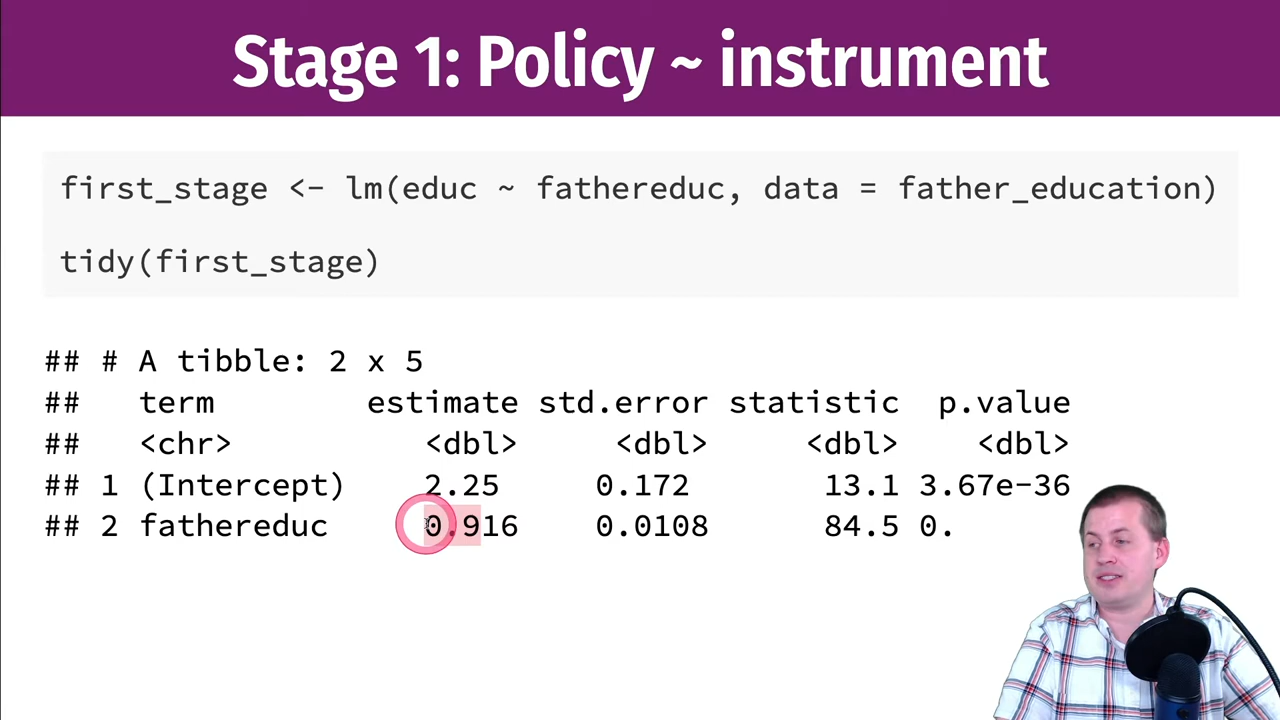 Stage 1: Policy ~ instrument
first_stage <- lm(educ ~ fathereduc, data = father_education)
tidy(first_stage)
## # A tibble: 2 x 5
##   term        estimate std.error statistic  p.value
##   <chr>          <dbl>     <dbl>     <dbl>    <dbl>
## 1 (Intercept)    2.25     0.172       13.1 3.67e-36
## 2 fathereduc     0.916    0.0108      84.5 0.